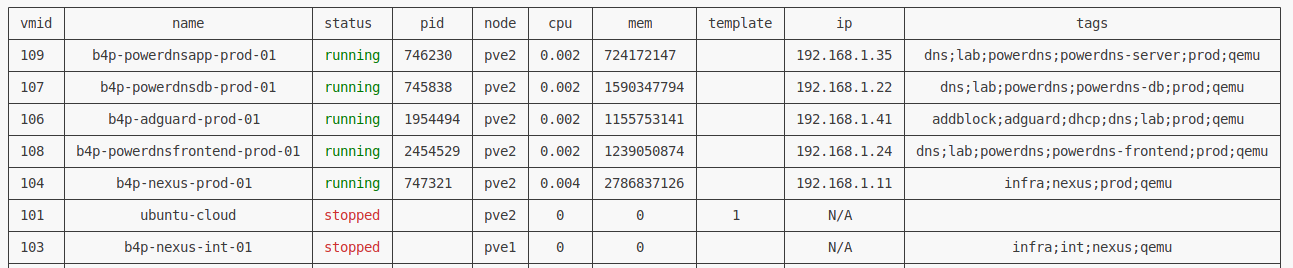 vmid name status pid node cpu mem template ip tags
109 b4p-powerdnsapp-prod-01 running 746230 pve2 0.002 724172147 192.168.1.35 dns;lab;powerdns;powerdns-server;prod;qemu
107 b4p-powerdnsdb-prod-01 running 745838 pve2 0.002 1590347794 192.168.1.22 dns;lab;powerdns;powerdns-db;prod;qemu
106 b4p-adguard-prod-01 running 1954494 pve2 0.002 1155753141 192.168.1.41 addblock;adguard;dhcp;dns;lab;prod;qemu
108 b4p-powerdnsfrontend-prod-01 running 2454529 pve2 0.002 1239050874 192.168.1.24 dns;lab;powerdns;powerdns-frontend;prod;qemu
104 b4p-nexus-prod-01 running 747321 pve2 0.004 2786837126 192.168.1.11 infra;nexus;prod;qemu
101 ubuntu-cloud stopped pve2 0 0 1 N/A
103 b4p-nexus-int-01 stopped pve1 0 0 N/A infra;int;nexus;qemu